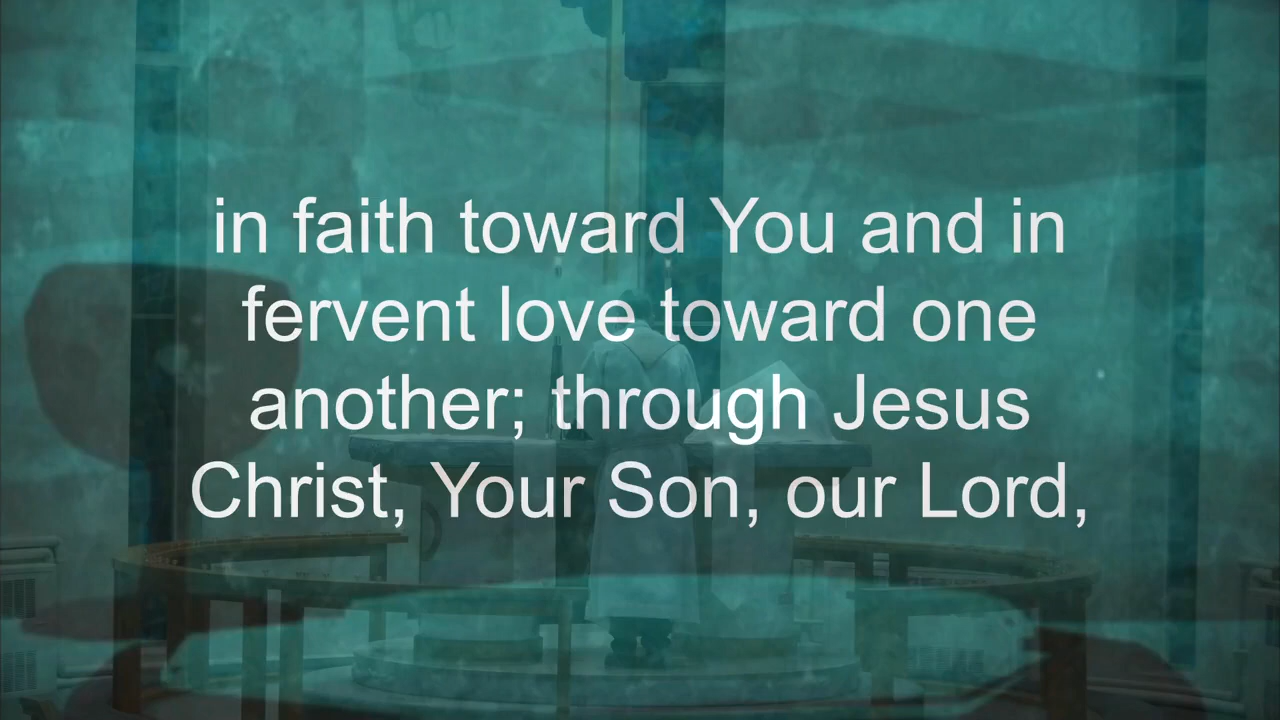 in faith toward You and in
fervent love toward one
another; through Jesus
Christ, Your Son, our Lord,